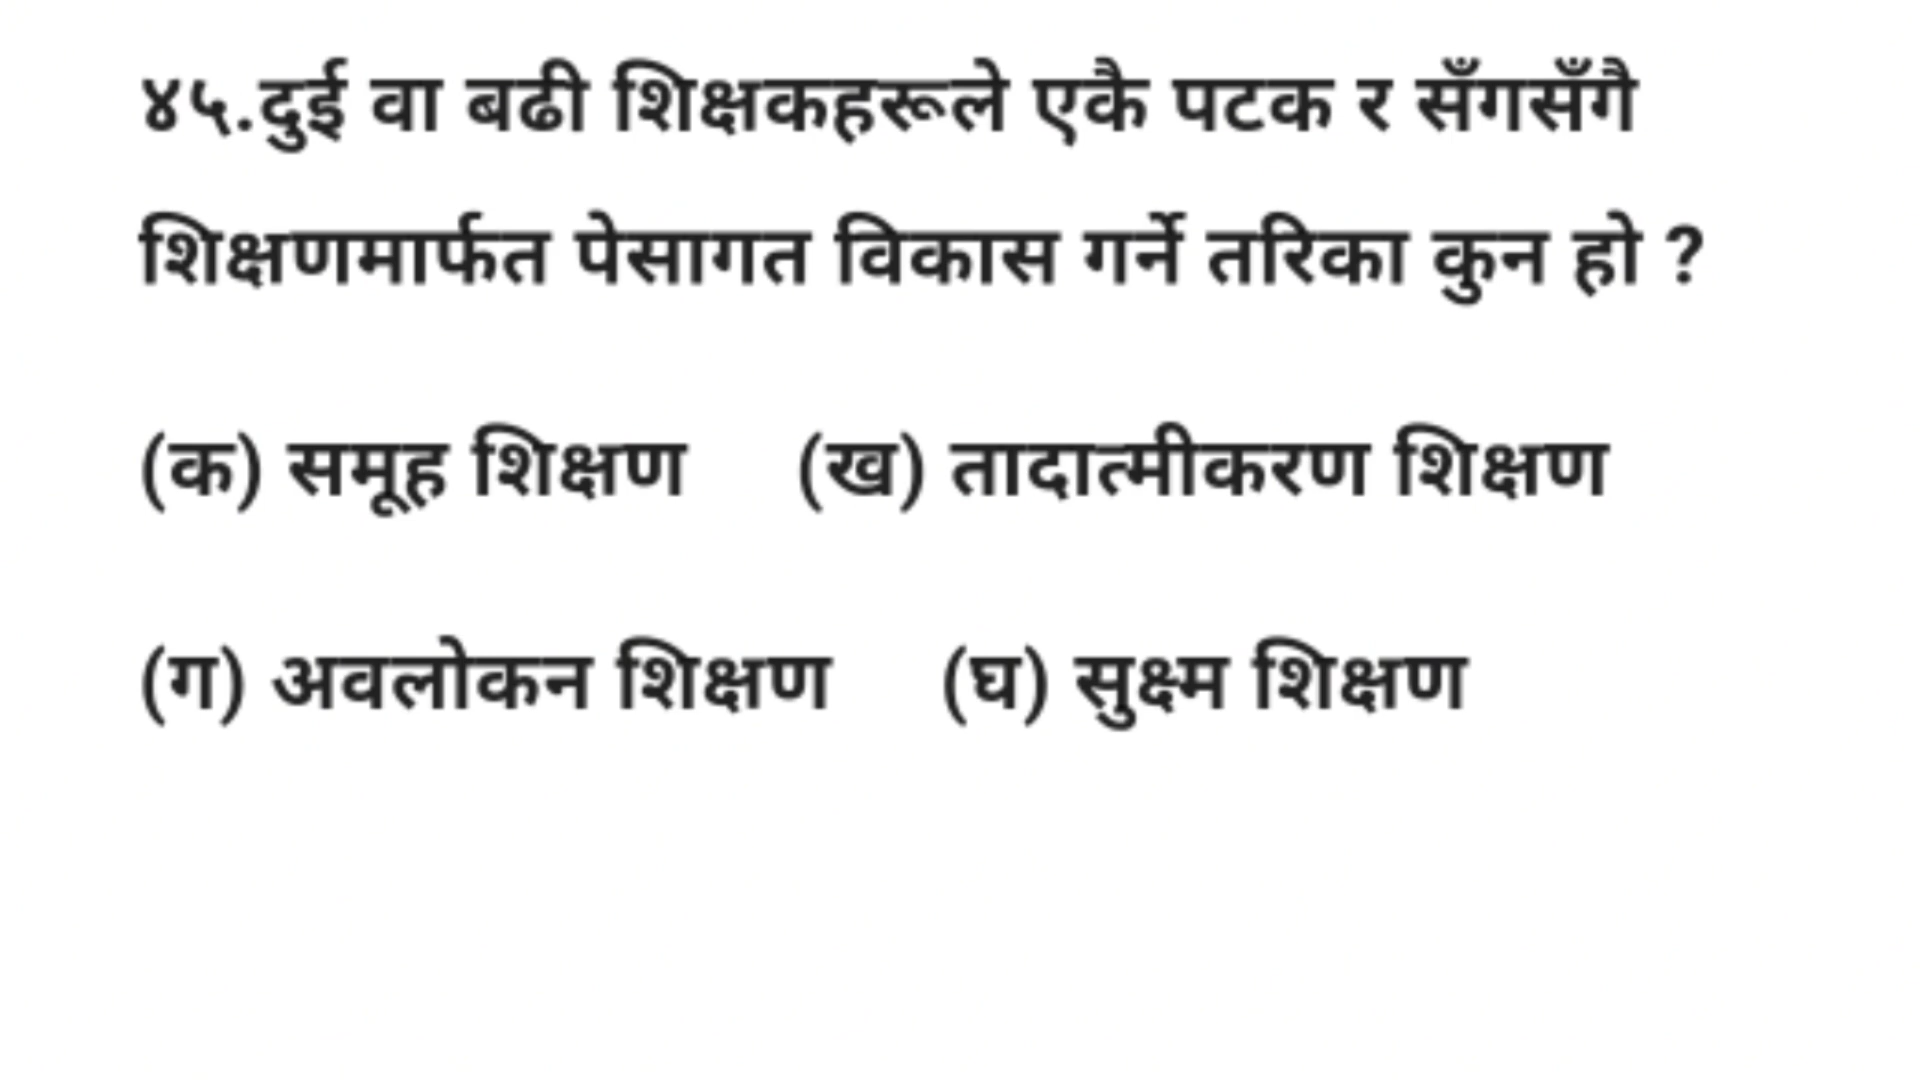 ४५.दुई वा बढी शिक्षकहरूले एकै पटक र सँगसँगै
शिक्षणमार्फत पेसागत विकास गर्ने तरिका कुन हो ?
(क) समूह शिक्षण (ख) तादात्मीकरण शिक्षण
(ग) अवलोकन शिक्षण (घ) सुक्ष्म शिक्षण